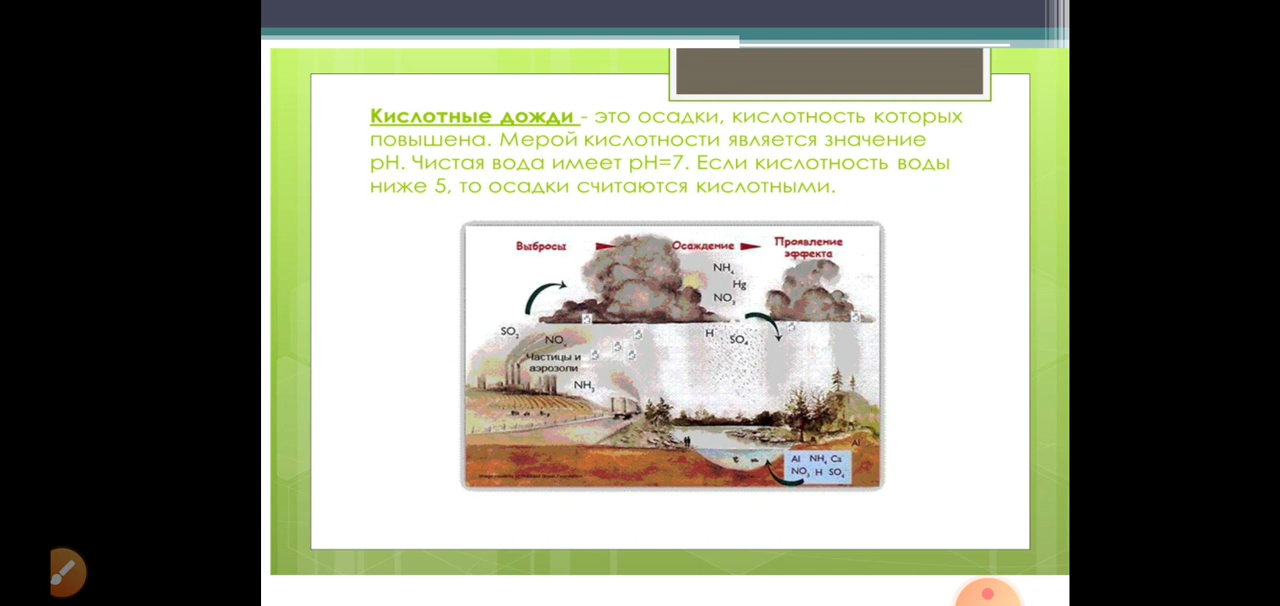 Кислотные дожди - это осадки, кислотность которых
повышена. Мерой кислотности является значение
pH. Чистая вода имеет pH=7. Если кислотность воды
ниже 5, то осадки считаются кислотными.
Выбросы
Осаждение
Проявление
эффекта
NH4
Hg
NO3
SO2
NOx
H
SO4
Частицы и
аэрозоли
NH3
Al
Al NH4 Ca
NO3 H SO4